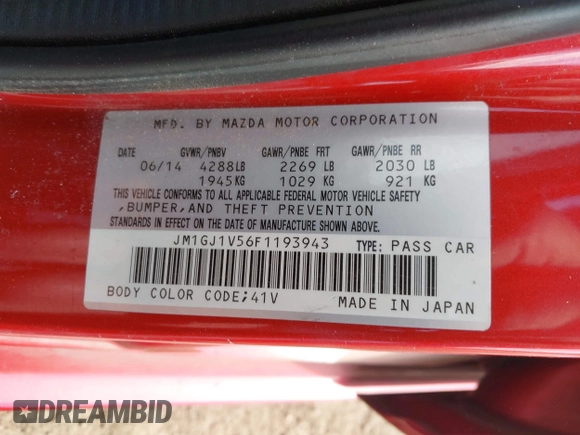 MFD. BY MAZDA MOTOR CORPORATION
DATE GVWR/PNBV GAWR/PNBE FRT GAWR/PNBE RR
06/14 4288LB 2269 LB 2030 LB
1945KG 1029 KG 921 KG
THIS VEHICLE CONFORMS TO ALL APPLICABLE FEDERAL MOTOR VEHICLE SAFETY
,BUMPER,AND THEFT PREVENTION
STANDARDS IN EFFECT ON THE DATE OF MANUFACTURE SHOWN ABOVE.
JM1GJ1V56F1193943 TYPE: PASS CAR
BODY COLOR CODE;41V MADE IN JAPAN
DREAMBID